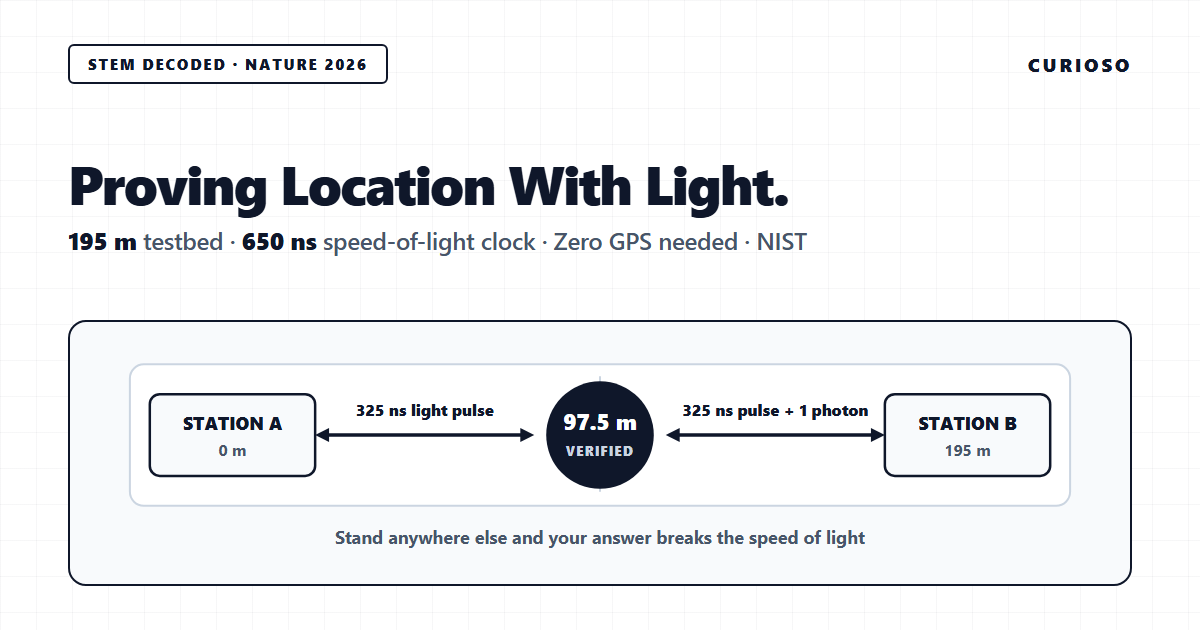 STEM DECODED · NATURE 2026
CURIOSO
Proving Location With Light.
195 m testbed · 650 ns speed-of-light clock · Zero GPS needed · NIST
STATION A
0 m
325 ns light pulse
97.5 m
VERIFIED
325 ns pulse + 1 photon
STATION B
195 m
Stand anywhere else and your answer breaks the speed of light